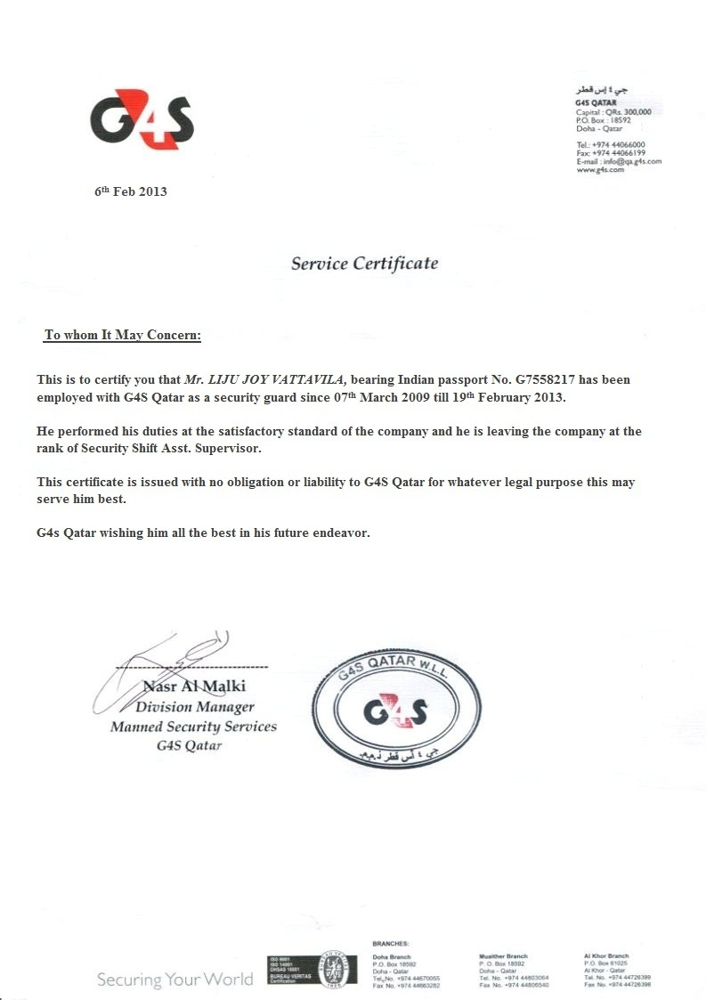 G4S
جي ٤ إس قطر
G4S QATAR
Capital : QRs. 300,000
P.O. Box : 18592
Doha - Qatar
Tel.: +974 44066000
Fax: +974 44066199
E-mail : info@qa.g4s.com
www.g4s.com
6th Feb 2013
Service Certificate
To whom It May Concern:
This is to certify you that Mr. LIJU JOY VATTAVILA, bearing Indian passport No. G7558217 has been
employed with G4S Qatar as a security guard since 07th March 2009 till 19th February 2013.
He performed his duties at the satisfactory standard of the company and he is leaving the company at the
rank of Security Shift Asst. Supervisor.
This certificate is issued with no obligation or liability to G4S Qatar for whatever legal purpose this may
serve him best.
G4s Qatar wishing him all the best in his future endeavor.
Nasr Al Malki
Division Manager
Manned Security Services
G4S Qatar
G4S QATAR W.L.L.
G4S
جي ٤ أس قطر ذ.م.م.
Securing Your World
ISO 9001
ISO 14001
OHSAS 18001
BUREAU VERITAS
Certification
BUREAU VERITAS
1828
BRANCHES:
Doha Branch
P.O. Box 18592
Doha - Qatar
Tel. No. +974 44670055
Fax No. +974 44663282
Muaither Branch
P. O. Box 18592
Doha - Qatar
Tel. No. +974 44803064
Fax No. +974 44806540
Al Khor Branch
P.O. Box 61025
Al Khor - Qatar
Tel. No. +974 44726399
Fax No. +974 44726398